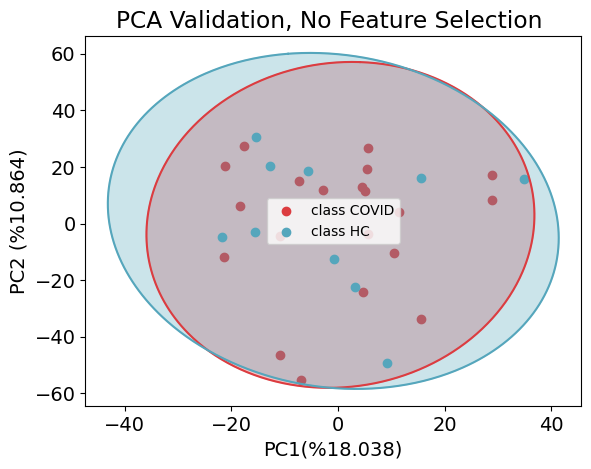 PCA Validation, No Feature Selection
60
40
20
0
−20
−40
−60
PC2 (%10.864)
class COVID
class HC
−40 −20 0 20 40
PC1(%18.038)